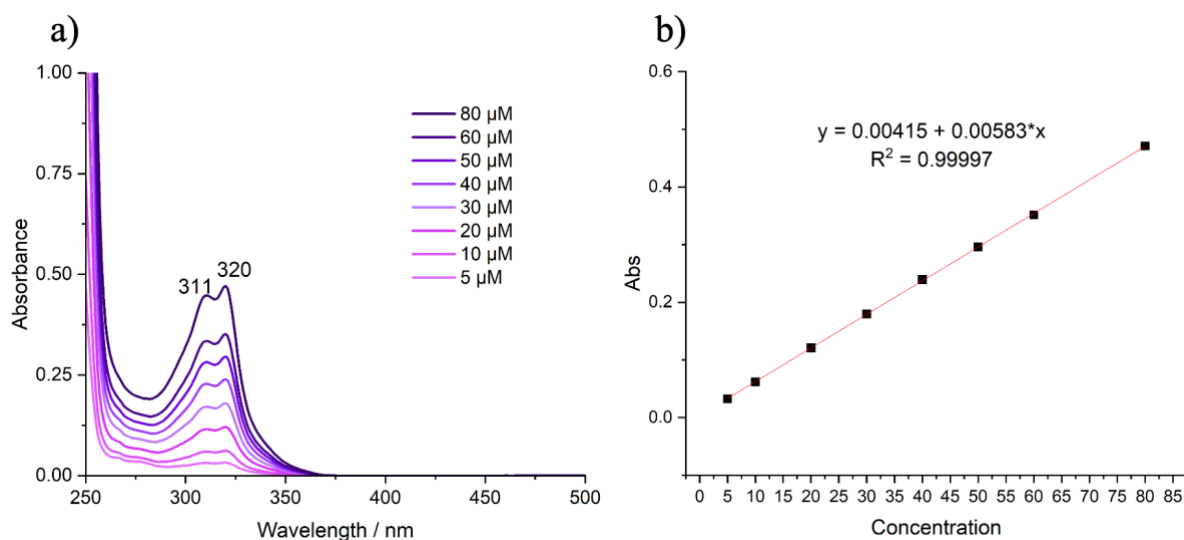 a)
1.00
0.75
0.50
0.25
0.00
250
300
350
400
450
500
Absorbance
Wavelength / nm
311
320
80 µM
60 µM
50 µM
40 µM
30 µM
20 µM
10 µM
5 µM
b)
0.6
0.4
0.2
0.0
y = 0.00415 + 0.00583*x
R² = 0.99997
Abs
0 5 10 15 20 25 30 35 40 45 50 55 60 65 70 75 80 85
Concentration